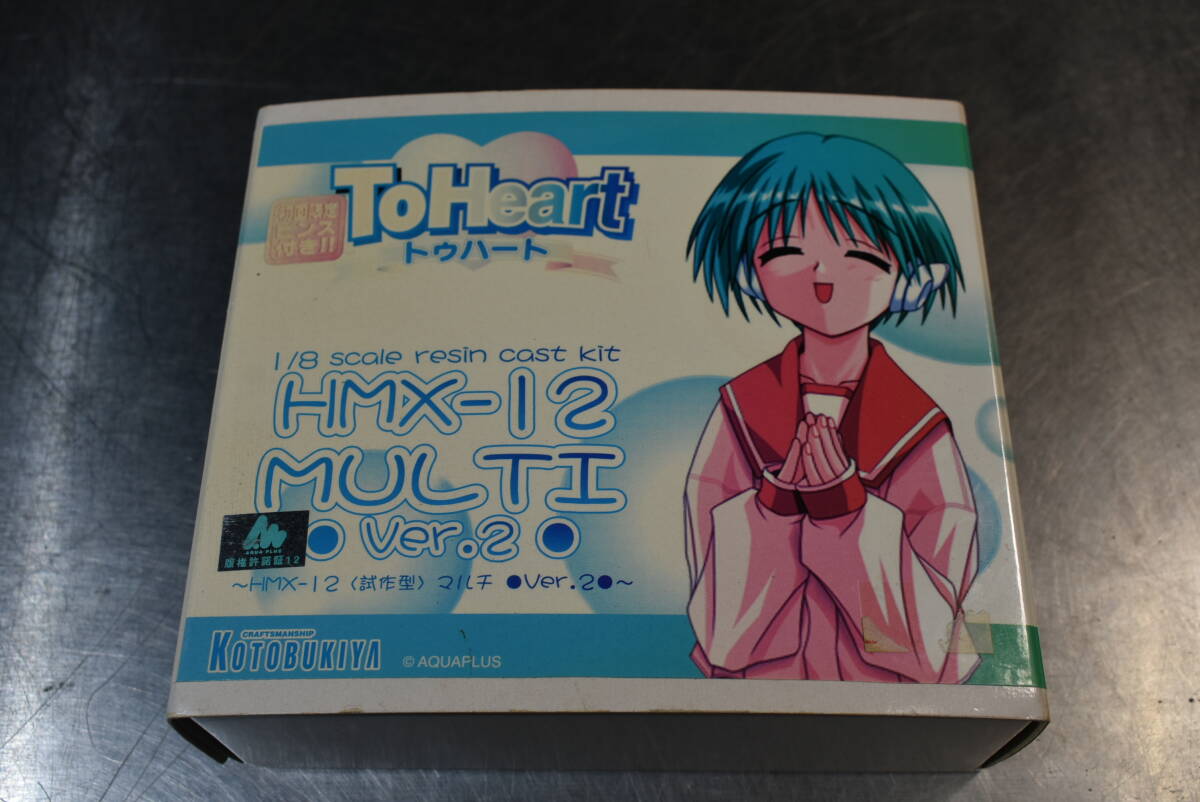 ToHeart
トゥハート
初回限定
ピンズ
付き!!
1/8 scale resin cast kit
HMX-12
MULTI
● Ver.2 ●
~HMX-12〈試作型〉マルチ ●Ver.2●~
AQUA PLUS
版権許諾証12
CRAFTSMANSHIP
KOTOBUKIYA
© AQUAPLUS